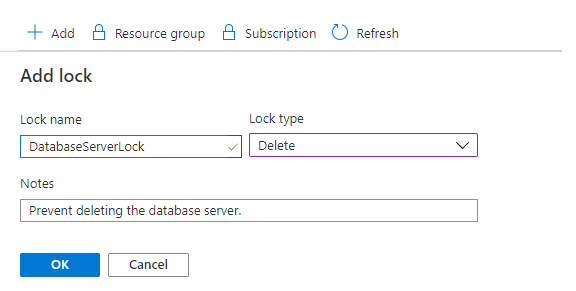 Add Resource group Subscription Refresh
Add lock
Lock name Lock type
DatabaseServerLock Delete
Notes
Prevent deleting the database server.
OK Cancel